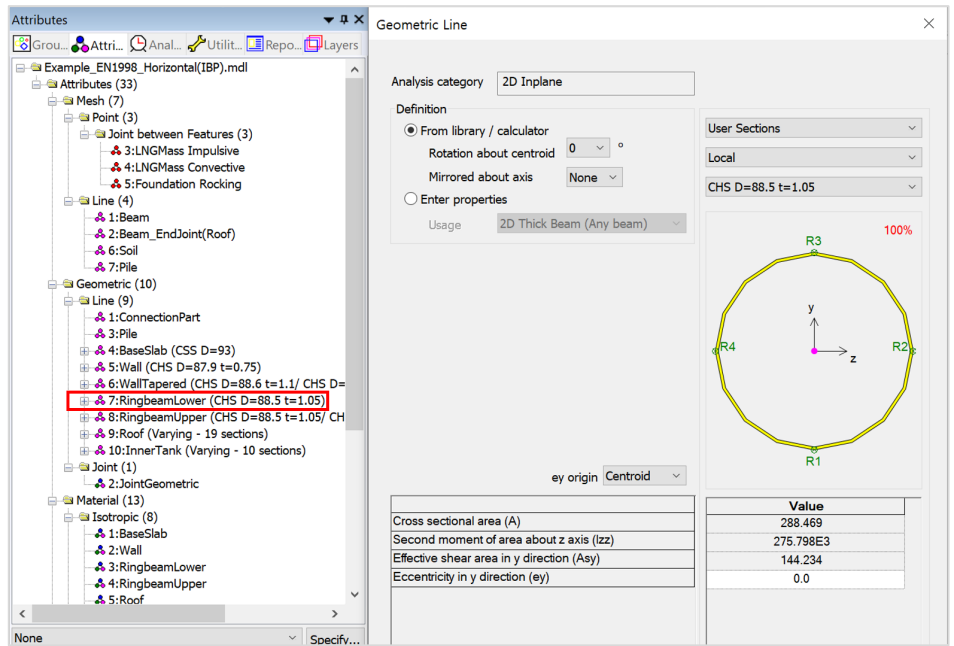 Attributes
Grou... Attri... Anal... Utilit... Repo... Layers
Example_EN1998_Horizontal(IBP).mdl
Attributes (33)
Mesh (7)
Point (3)
Joint between Features (3)
3:LNGMass Impulsive
4:LNGMass Convective
5:Foundation Rocking
Line (4)
1:Beam
2:Beam_EndJoint(Roof)
6:Soil
7:Pile
Geometric (10)
Line (9)
1:ConnectionPart
3:Pile
4:BaseSlab (CSS D=93)
5:Wall (CHS D=87.9 t=0.75)
6:WallTapered (CHS D=88.6 t=1.1/ CHS D=
7:RingbeamLower (CHS D=88.5 t=1.05)
8:RingbeamUpper (CHS D=88.5 t=1.05/ CH
9:Roof (Varying - 19 sections)
10:InnerTank (Varying - 10 sections)
Joint (1)
2:JointGeometric
Material (13)
Isotropic (8)
1:BaseSlab
2:Wall
3:RingbeamLower
4:RingbeamUpper
5:Roof
None
Specify...
Geometric Line
Analysis category 2D Inplane
Definition
From library / calculator
Rotation about centroid 0 °
Mirrored about axis None
Enter properties
Usage 2D Thick Beam (Any beam)
User Sections
Local
CHS D=88.5 t=1.05
100%
R3
y
R4
R2
z
R1
ey origin Centroid
Value
Cross sectional area (A) 288.469
Second moment of area about z axis (Izz) 275.798E3
Effective shear area in y direction (Asy) 144.234
Eccentricity in y direction (ey) 0.0